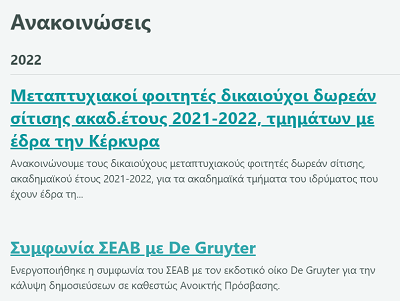 Ανακοινώσεις
2022
Μεταπτυχιακοί φοιτητές δικαιούχοι δωρεάν
σίτισης ακαδ.έτους 2021-2022, τμημάτων με
έδρα την Κέρκυρα
Ανακοινώνουμε τους δικαιούχους μεταπτυχιακούς φοιτητές δωρεάν σίτισης,
ακαδημαϊκού έτους 2021-2022, για τα ακαδημαϊκά τμήματα του ιδρύματος που
έχουν έδρα τη...
Συμφωνία ΣΕΑΒ με De Gruyter
Ενεργοποιήθηκε η συμφωνία του ΣΕΑΒ με τον εκδοτικό οίκο De Gruyter για την
κάλυψη δημοσιεύσεων σε καθεστώς Ανοικτής Πρόσβασης.